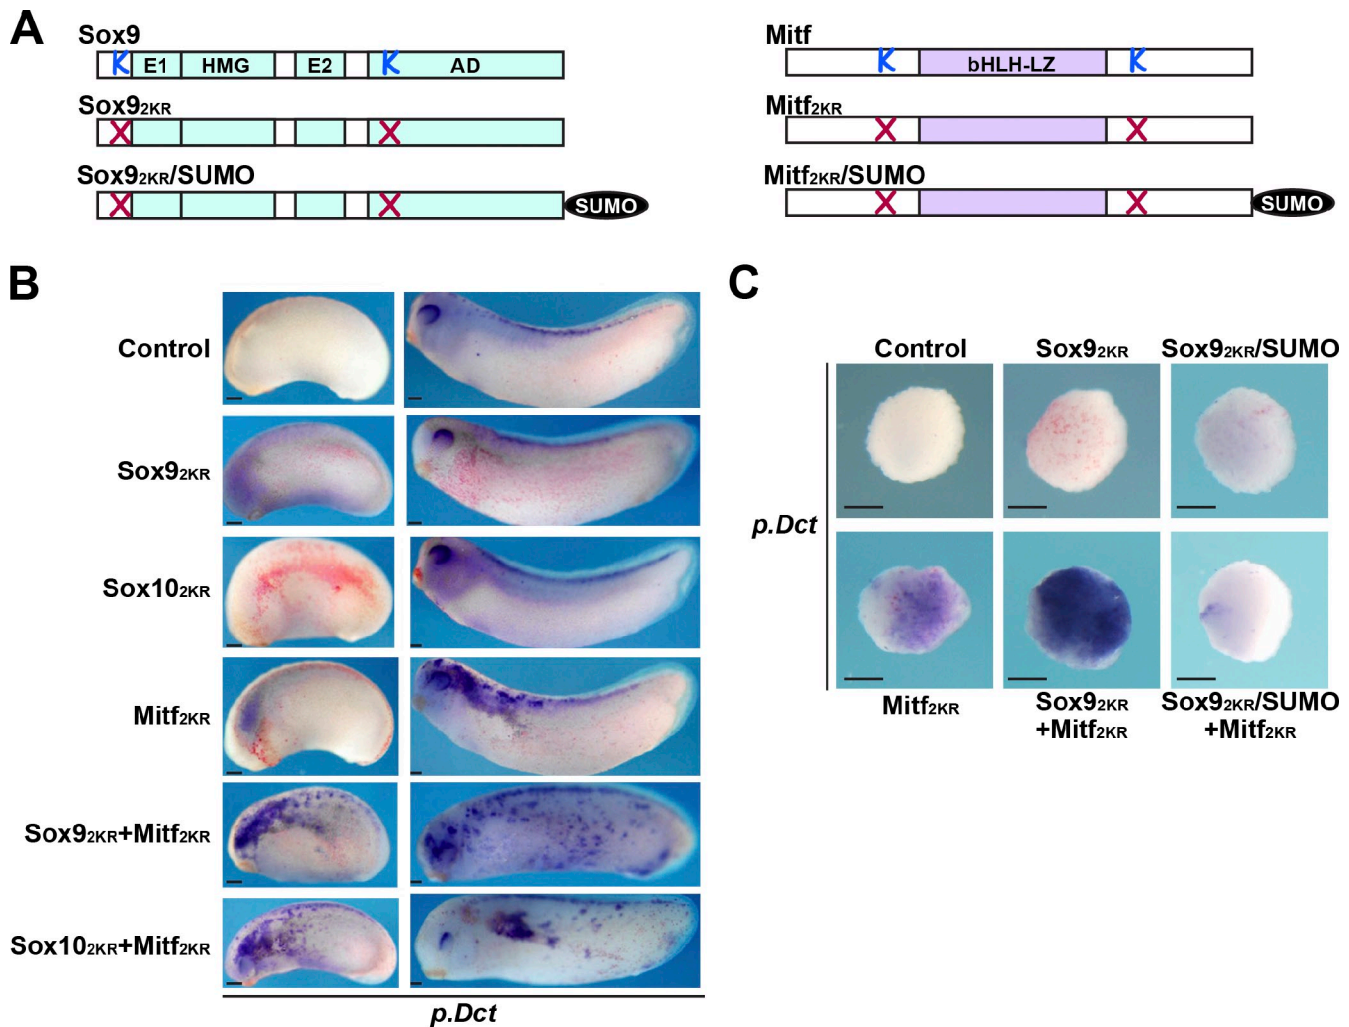 A
Sox9
K E1 HMG E2 K AD
Sox92KR
X X
Sox92KR/SUMO
X X SUMO
Mitf
K bHLH-LZ K
Mitf2KR
X X
Mitf2KR/SUMO
X X SUMO
B
Control
Sox92KR
Sox102KR
Mitf2KR
Sox92KR+Mitf2KR
Sox102KR+Mitf2KR
p.Dct
C
Control Sox92KR Sox92KR/SUMO
p.Dct
Mitf2KR Sox92KR Sox92KR/SUMO
+Mitf2KR +Mitf2KR